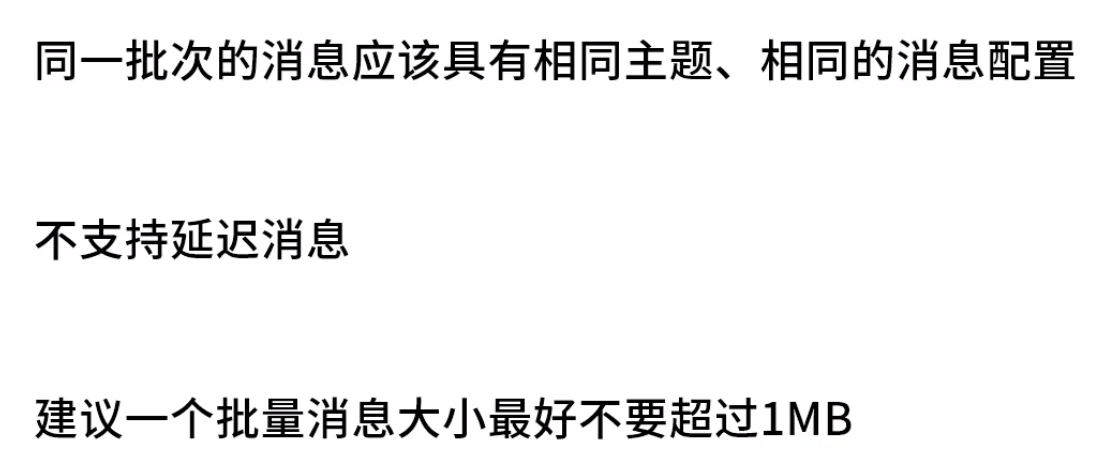 同一批次的消息应该具有相同主题、相同的消息配置
不支持延迟消息
建议一个批量消息大小最好不要超过1MB